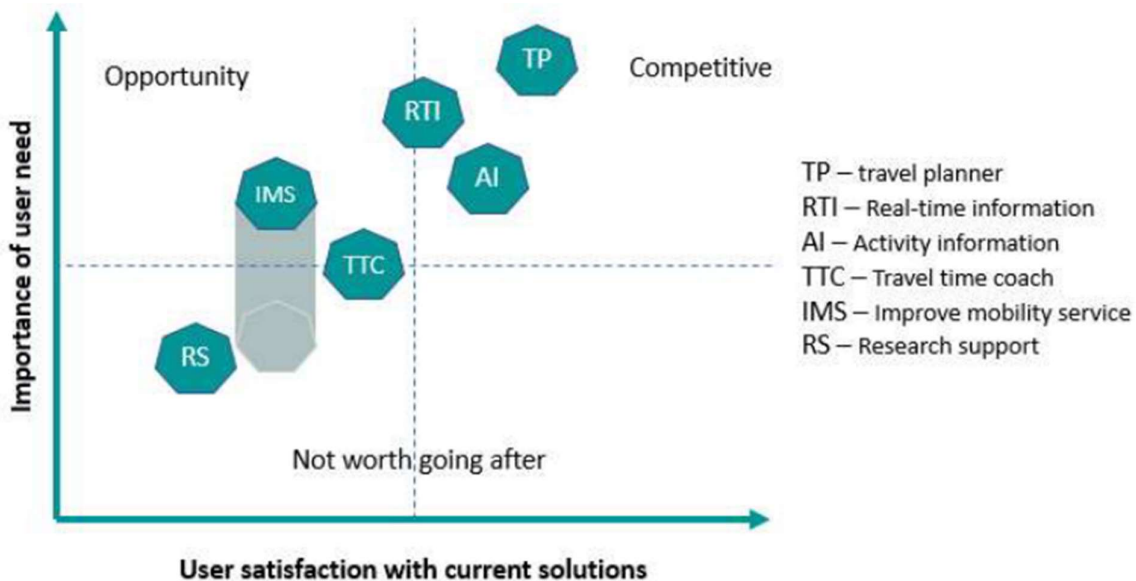 TP
Opportunity
Competitive
RTI
AI
IMS
TTC
RS
Not worth going after
Importance of user need
User satisfaction with current solutions
TP – travel planner
RTI – Real-time information
AI – Activity information
TTC – Travel time coach
IMS – Improve mobility service
RS – Research support